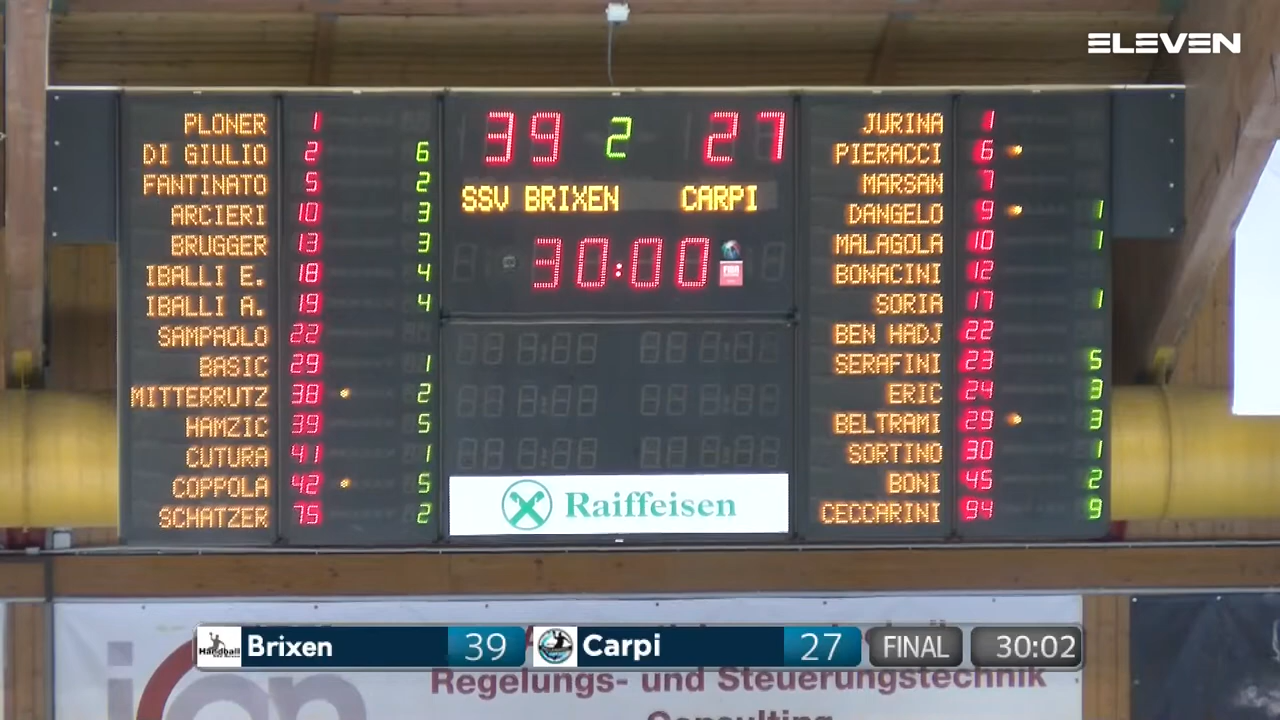 ELEVEN
39 2 27
SSV BRIXEN CARPI
30:00
PLONER 1
DI GIULIO 2 6
FANTINATO 5 2
ARCIERI 10 3
BRUGGER 13 3
IBALLI E. 18 4
IBALLI A. 19 4
SAMPAOLO 22
BASIC 29 1
MITTERRUTZ 38 2
HAMZIC 39 5
CUTURA 41 1
COPPOLA 42 5
SCHATZER 75 2
JURINA 1
PIERACCI 6
MARSAN 7
DANGELO 9 1
MALAGOLA 10 1
BONACINI 12
SORIA 17 1
BEN HADJ 22
SERAFINI 23 5
ERIC 24 3
BELTRAMI 29 3
SORTINO 30 1
BONI 45 2
CECCARINI 94 9
Raiffeisen
Handball Brixen 39 Carpi 27 FINAL 30:02
Regelungs- und Steuerungstechnik
Consulting